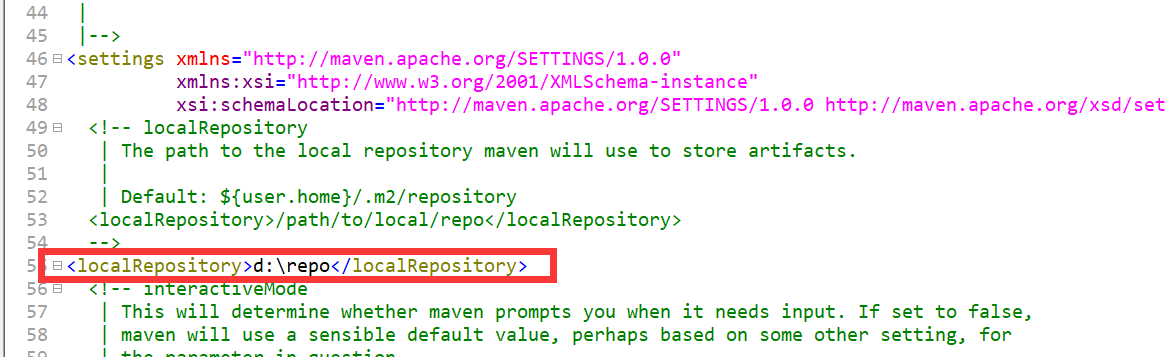 44 |
45 |-->
46 <settings xmlns="http://maven.apache.org/SETTINGS/1.0.0"
47 xmlns:xsi="http://www.w3.org/2001/XMLSchema-instance"
48 xsi:schemaLocation="http://maven.apache.org/SETTINGS/1.0.0 http://maven.apache.org/xsd/set
49 <!-- localRepository
50 | The path to the local repository maven will use to store artifacts.
51 |
52 | Default: ${user.home}/.m2/repository
53 <localRepository>/path/to/local/repo</localRepository>
54 -->
55 <localRepository>d:\repo</localRepository>
56 <!-- interactiveMode
57 | This will determine whether maven prompts you when it needs input. If set to false,
58 | maven will use a sensible default value, perhaps based on some other setting, for
59 | the parameter in question.